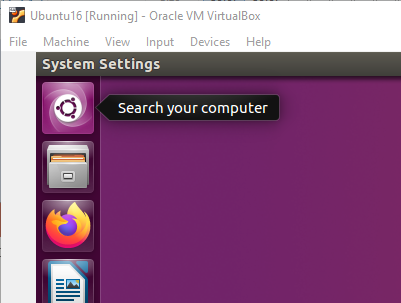 Ubuntu16 [Running] - Oracle VM VirtualBox
File Machine View Input Devices Help
System Settings
Search your computer